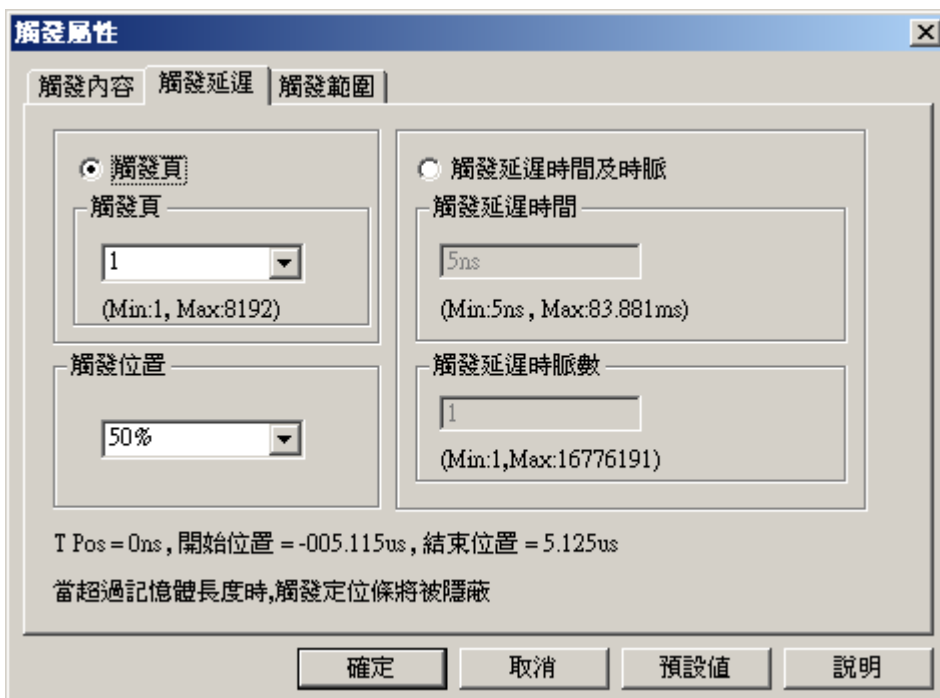 觸發屬性
觸發內容 觸發延遲 觸發範圍
觸發頁
觸發頁
1
(Min:1, Max:8192)
觸發位置
50%
觸發延遲時間及時脈
觸發延遲時間
5ns
(Min:5ns , Max:83.881ms)
觸發延遲時脈數
1
(Min:1,Max:16776191)
T Pos = 0ns , 開始位置 = -005.115us , 結束位置 = 5.125us
當超過記憶體長度時,觸發定位條將被隱蔽
確定 取消 預設值 說明